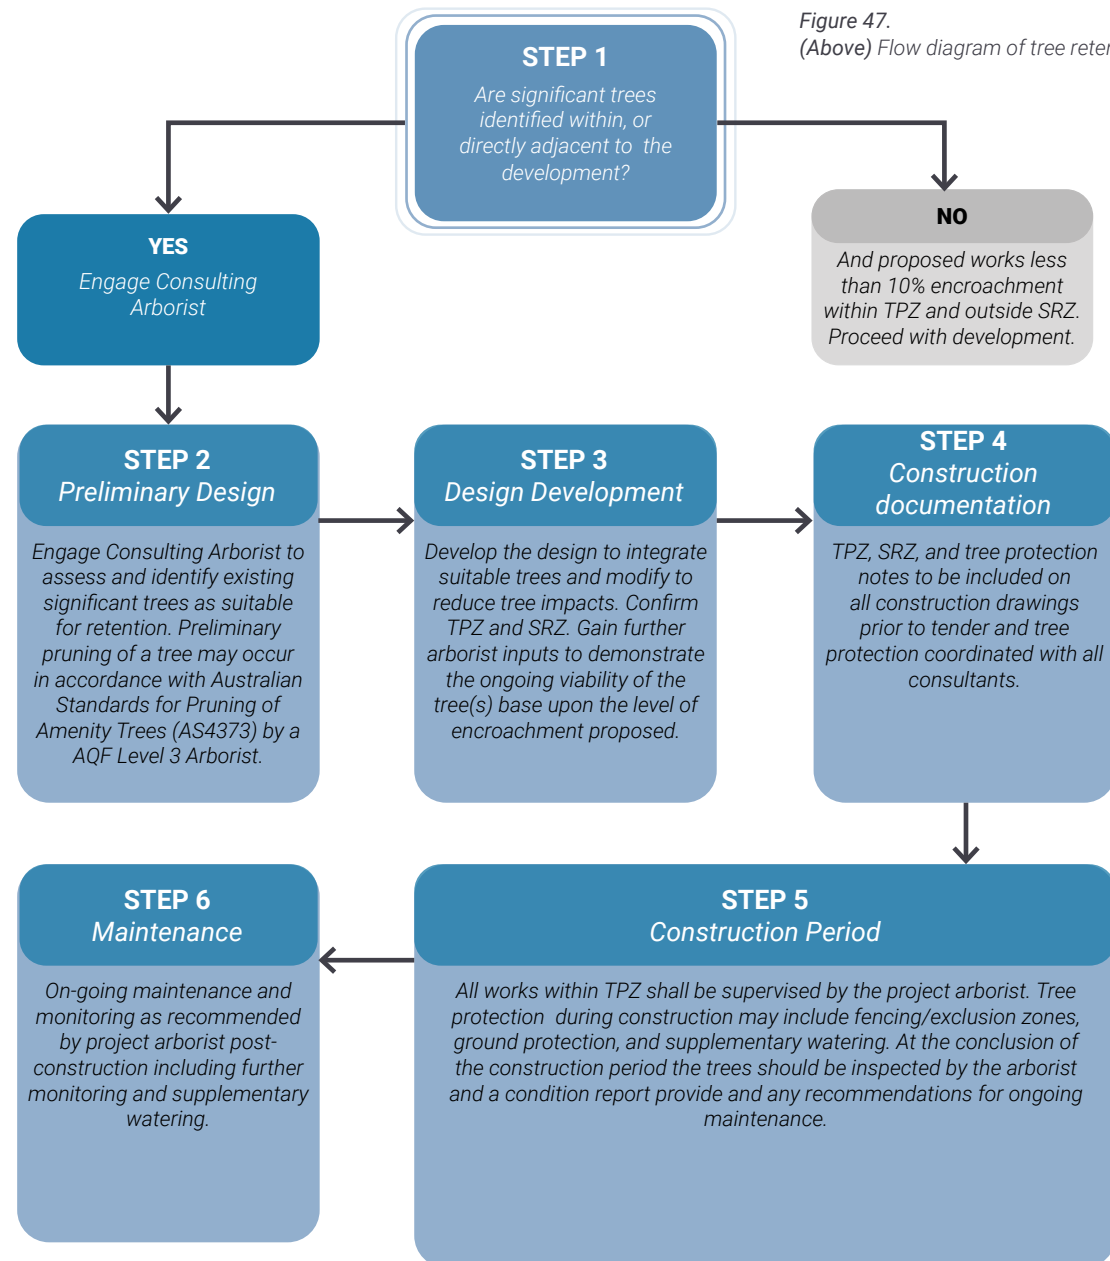 Figure 47.
(Above) Flow diagram of tree reten
STEP 1
Are significant trees
identified within, or
directly adjacent to the
development?
YES
Engage Consulting
Arborist
NO
And proposed works less
than 10% encroachment
within TPZ and outside SRZ.
Proceed with development.
STEP 2
Preliminary Design
Engage Consulting Arborist to
assess and identify existing
significant trees as suitable
for retention. Preliminary
pruning of a tree may occur
in accordance with Australian
Standards for Pruning of
Amenity Trees (AS4373) by a
AQF Level 3 Arborist.
STEP 3
Design Development
Develop the design to integrate
suitable trees and modify to
reduce tree impacts. Confirm
TPZ and SRZ. Gain further
arborist inputs to demonstrate
the ongoing viability of the
tree(s) base upon the level of
encroachment proposed.
STEP 4
Construction
documentation
TPZ, SRZ, and tree protection
notes to be included on
all construction drawings
prior to tender and tree
protection coordinated with all
consultants.
STEP 5
Construction Period
All works within TPZ shall be supervised by the project arborist. Tree
protection during construction may include fencing/exclusion zones,
ground protection, and supplementary watering. At the conclusion of
the construction period the trees should be inspected by the arborist
and a condition report provide and any recommendations for ongoing
maintenance.
STEP 6
Maintenance
On-going maintenance and
monitoring as recommended
by project arborist post-
construction including further
monitoring and supplementary
watering.